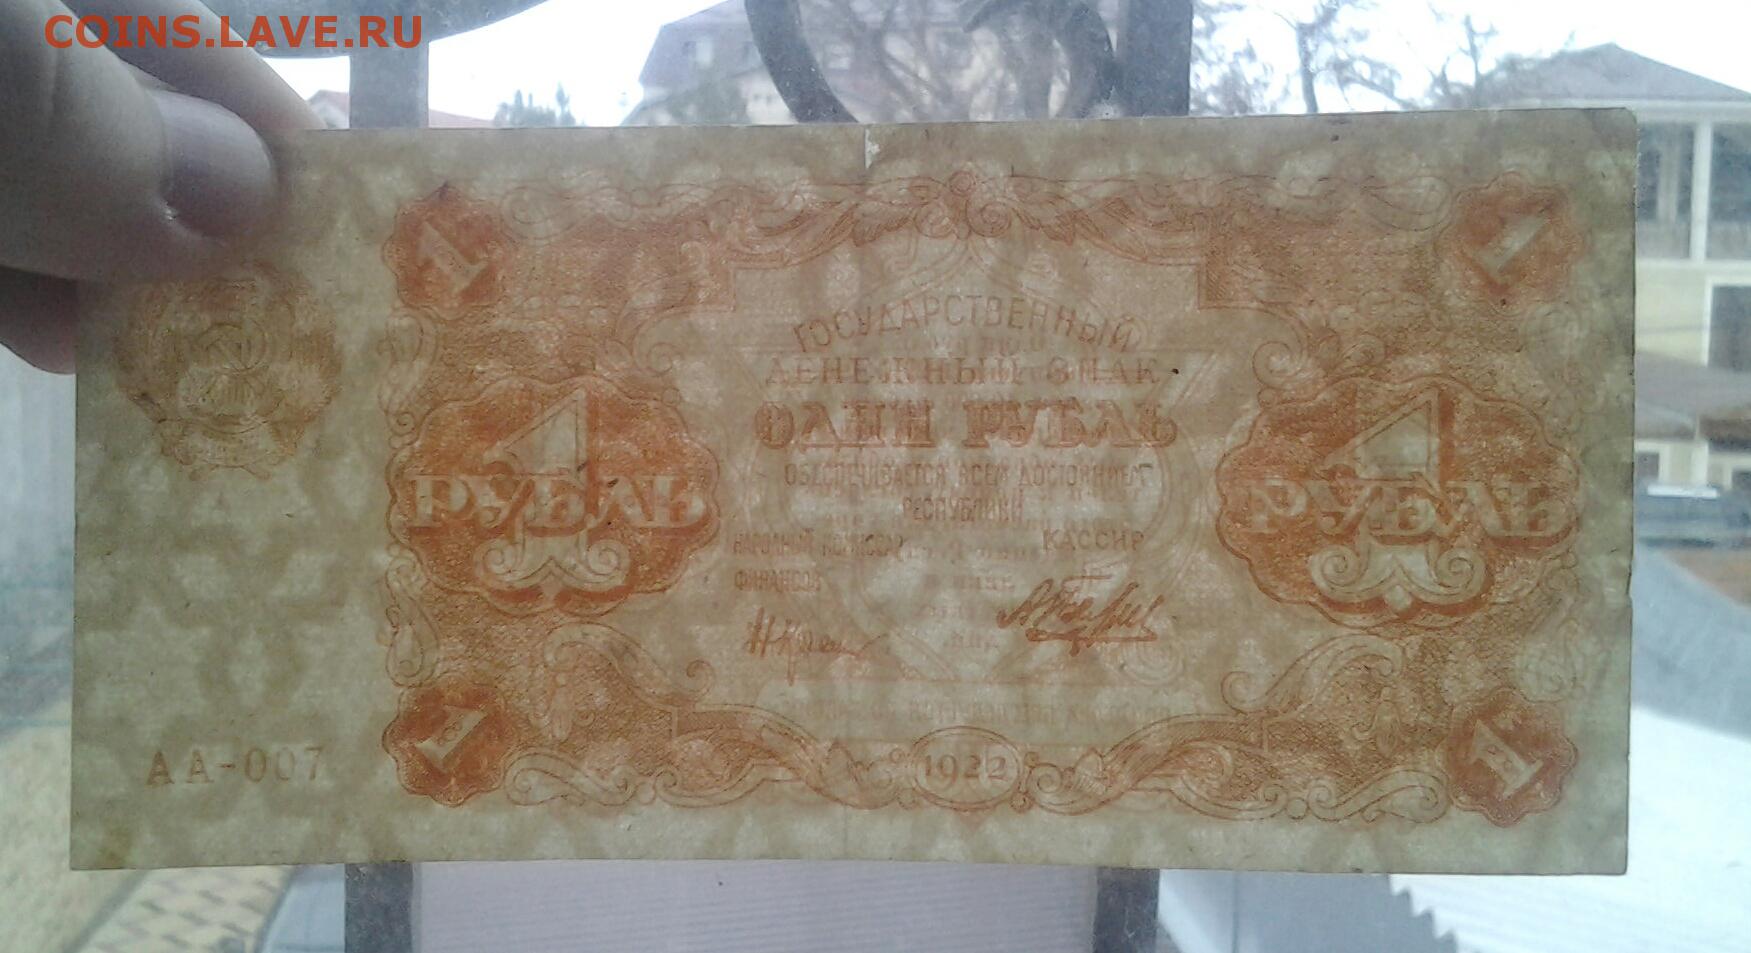 COINS.LAVE.RU
1
1
ГОСУДАРСТВЕННЫЙ
ДЕНЕЖНЫЙ ЗНАК
ОДИН РУБЛЬ
ОБЕСПЕЧИВАЕТСЯ ВСЕМ ДОСТОЯНИЕМ
РЕСПУБЛИКИ
1
РУБЛЬ
1
РУБЛЬ
НАРОДНЫЙ КОМИССАР
ФИНАНСОВ
КАССИР
1
1
АА-007
1922